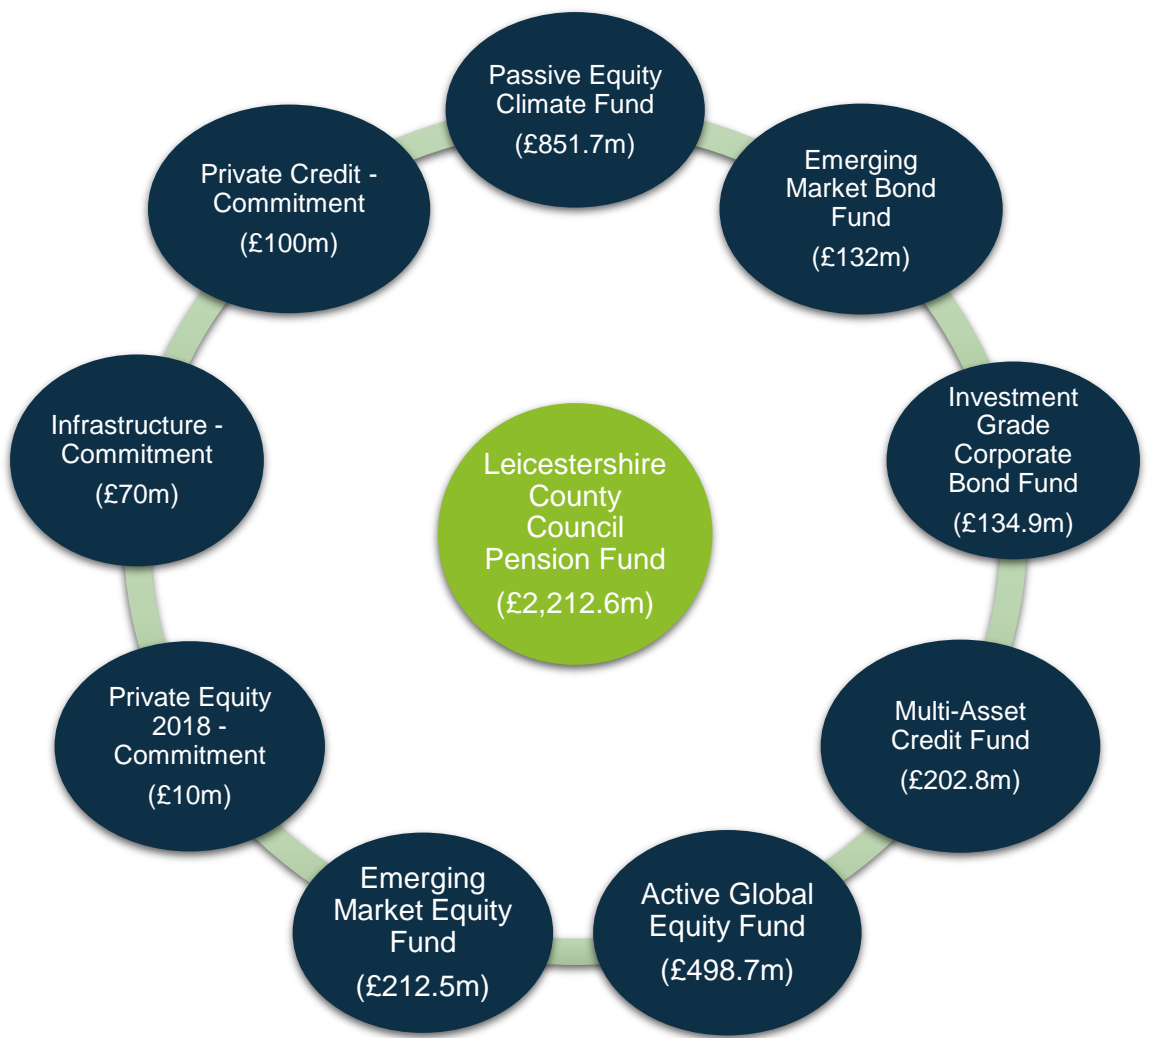 Passive Equity
Climate Fund
(£851.7m)
Emerging
Market Bond
Fund
(£132m)
Investment
Grade
Corporate
Bond Fund
(£134.9m)
Multi-Asset
Credit Fund
(£202.8m)
Active Global
Equity Fund
(£498.7m)
Emerging
Market Equity
Fund
(£212.5m)
Private Equity
2018 -
Commitment
(£10m)
Infrastructure -
Commitment
(£70m)
Private Credit -
Commitment
(£100m)
Leicestershire
County
Council
Pension Fund
(£2,212.6m)